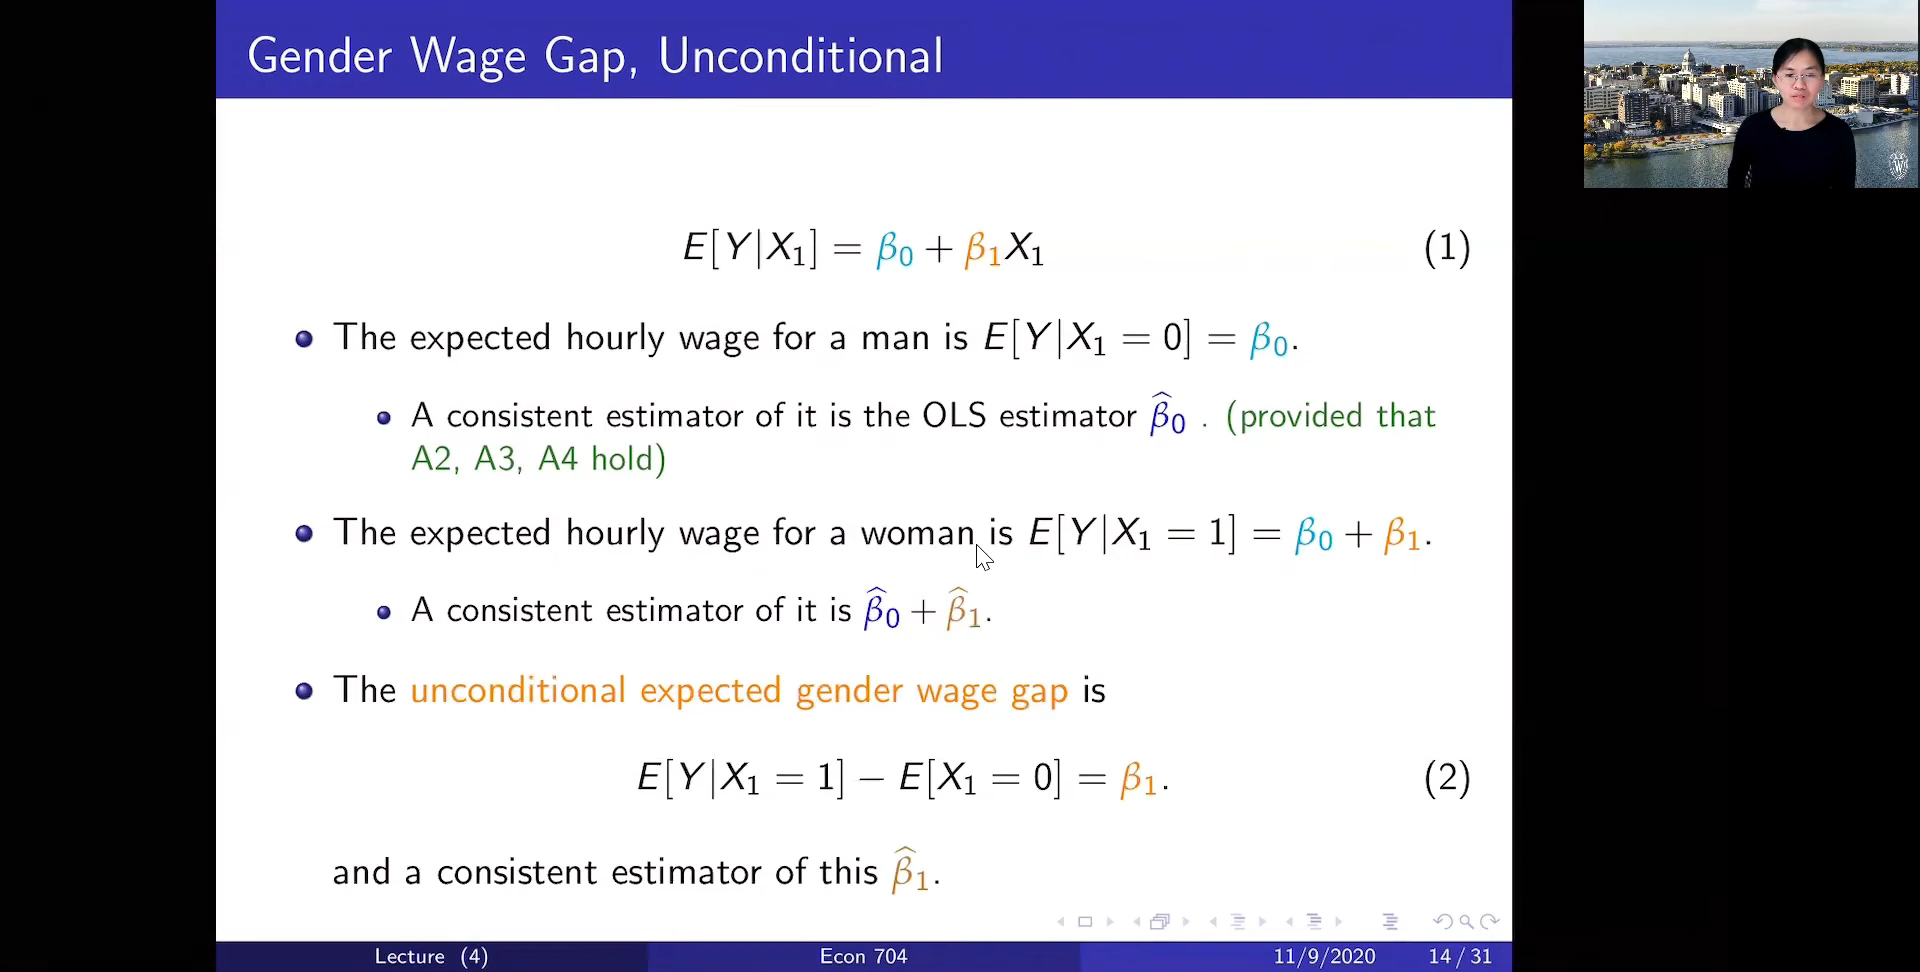 Gender Wage Gap, Unconditional
E[Y|X₁] = β₀ + β₁X₁ (1)
The expected hourly wage for a man is E[Y|X₁ = 0] = β₀.
A consistent estimator of it is the OLS estimator β̂₀ . (provided that
A2, A3, A4 hold)
The expected hourly wage for a woman is E[Y|X₁ = 1] = β₀ + β₁.
A consistent estimator of it is β̂₀ + β̂₁.
The unconditional expected gender wage gap is
E[Y|X₁ = 1] − E[X₁ = 0] = β₁. (2)
and a consistent estimator of this β̂₁.
Lecture (4) Econ 704 11/9/2020 14 / 31
W